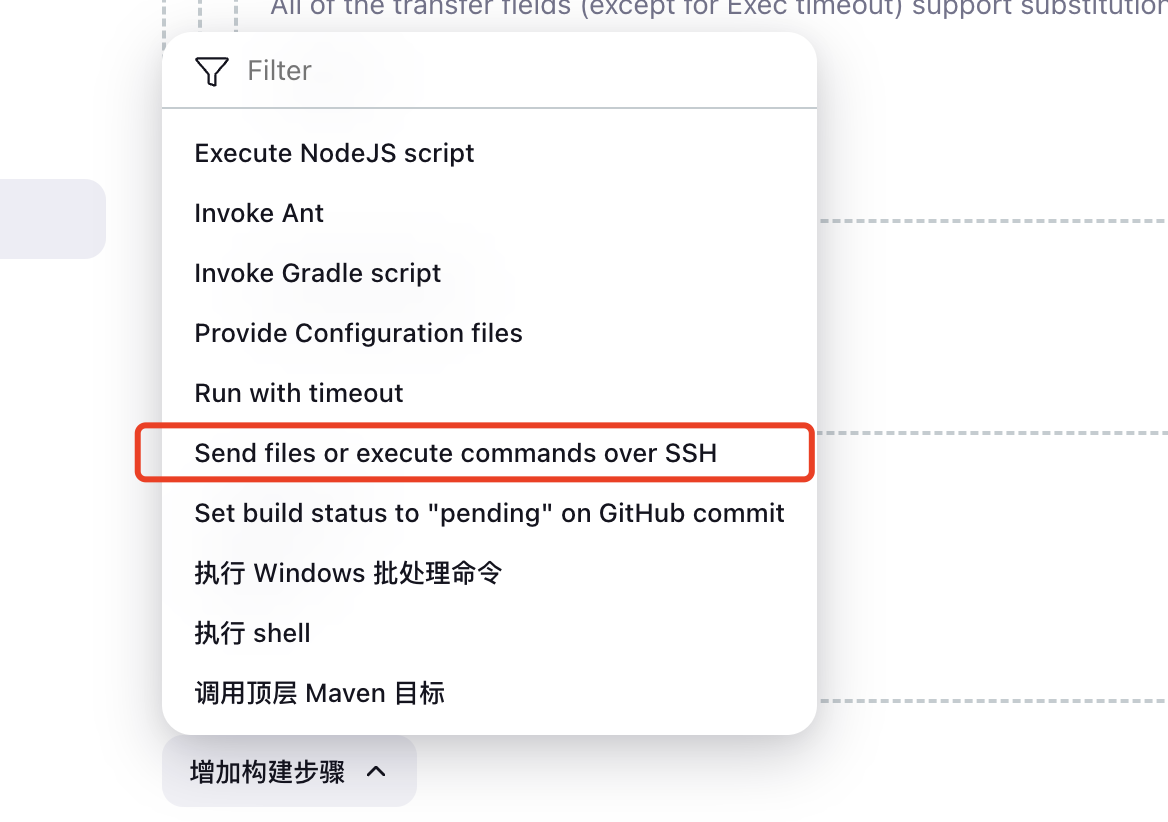 All of the transfer fields (except for Exec timeout) support substitution
Filter
Execute NodeJS script
Invoke Ant
Invoke Gradle script
Provide Configuration files
Run with timeout
Send files or execute commands over SSH
Set build status to "pending" on GitHub commit
执行 Windows 批处理命令
执行 shell
调用顶层 Maven 目标
增加构建步骤